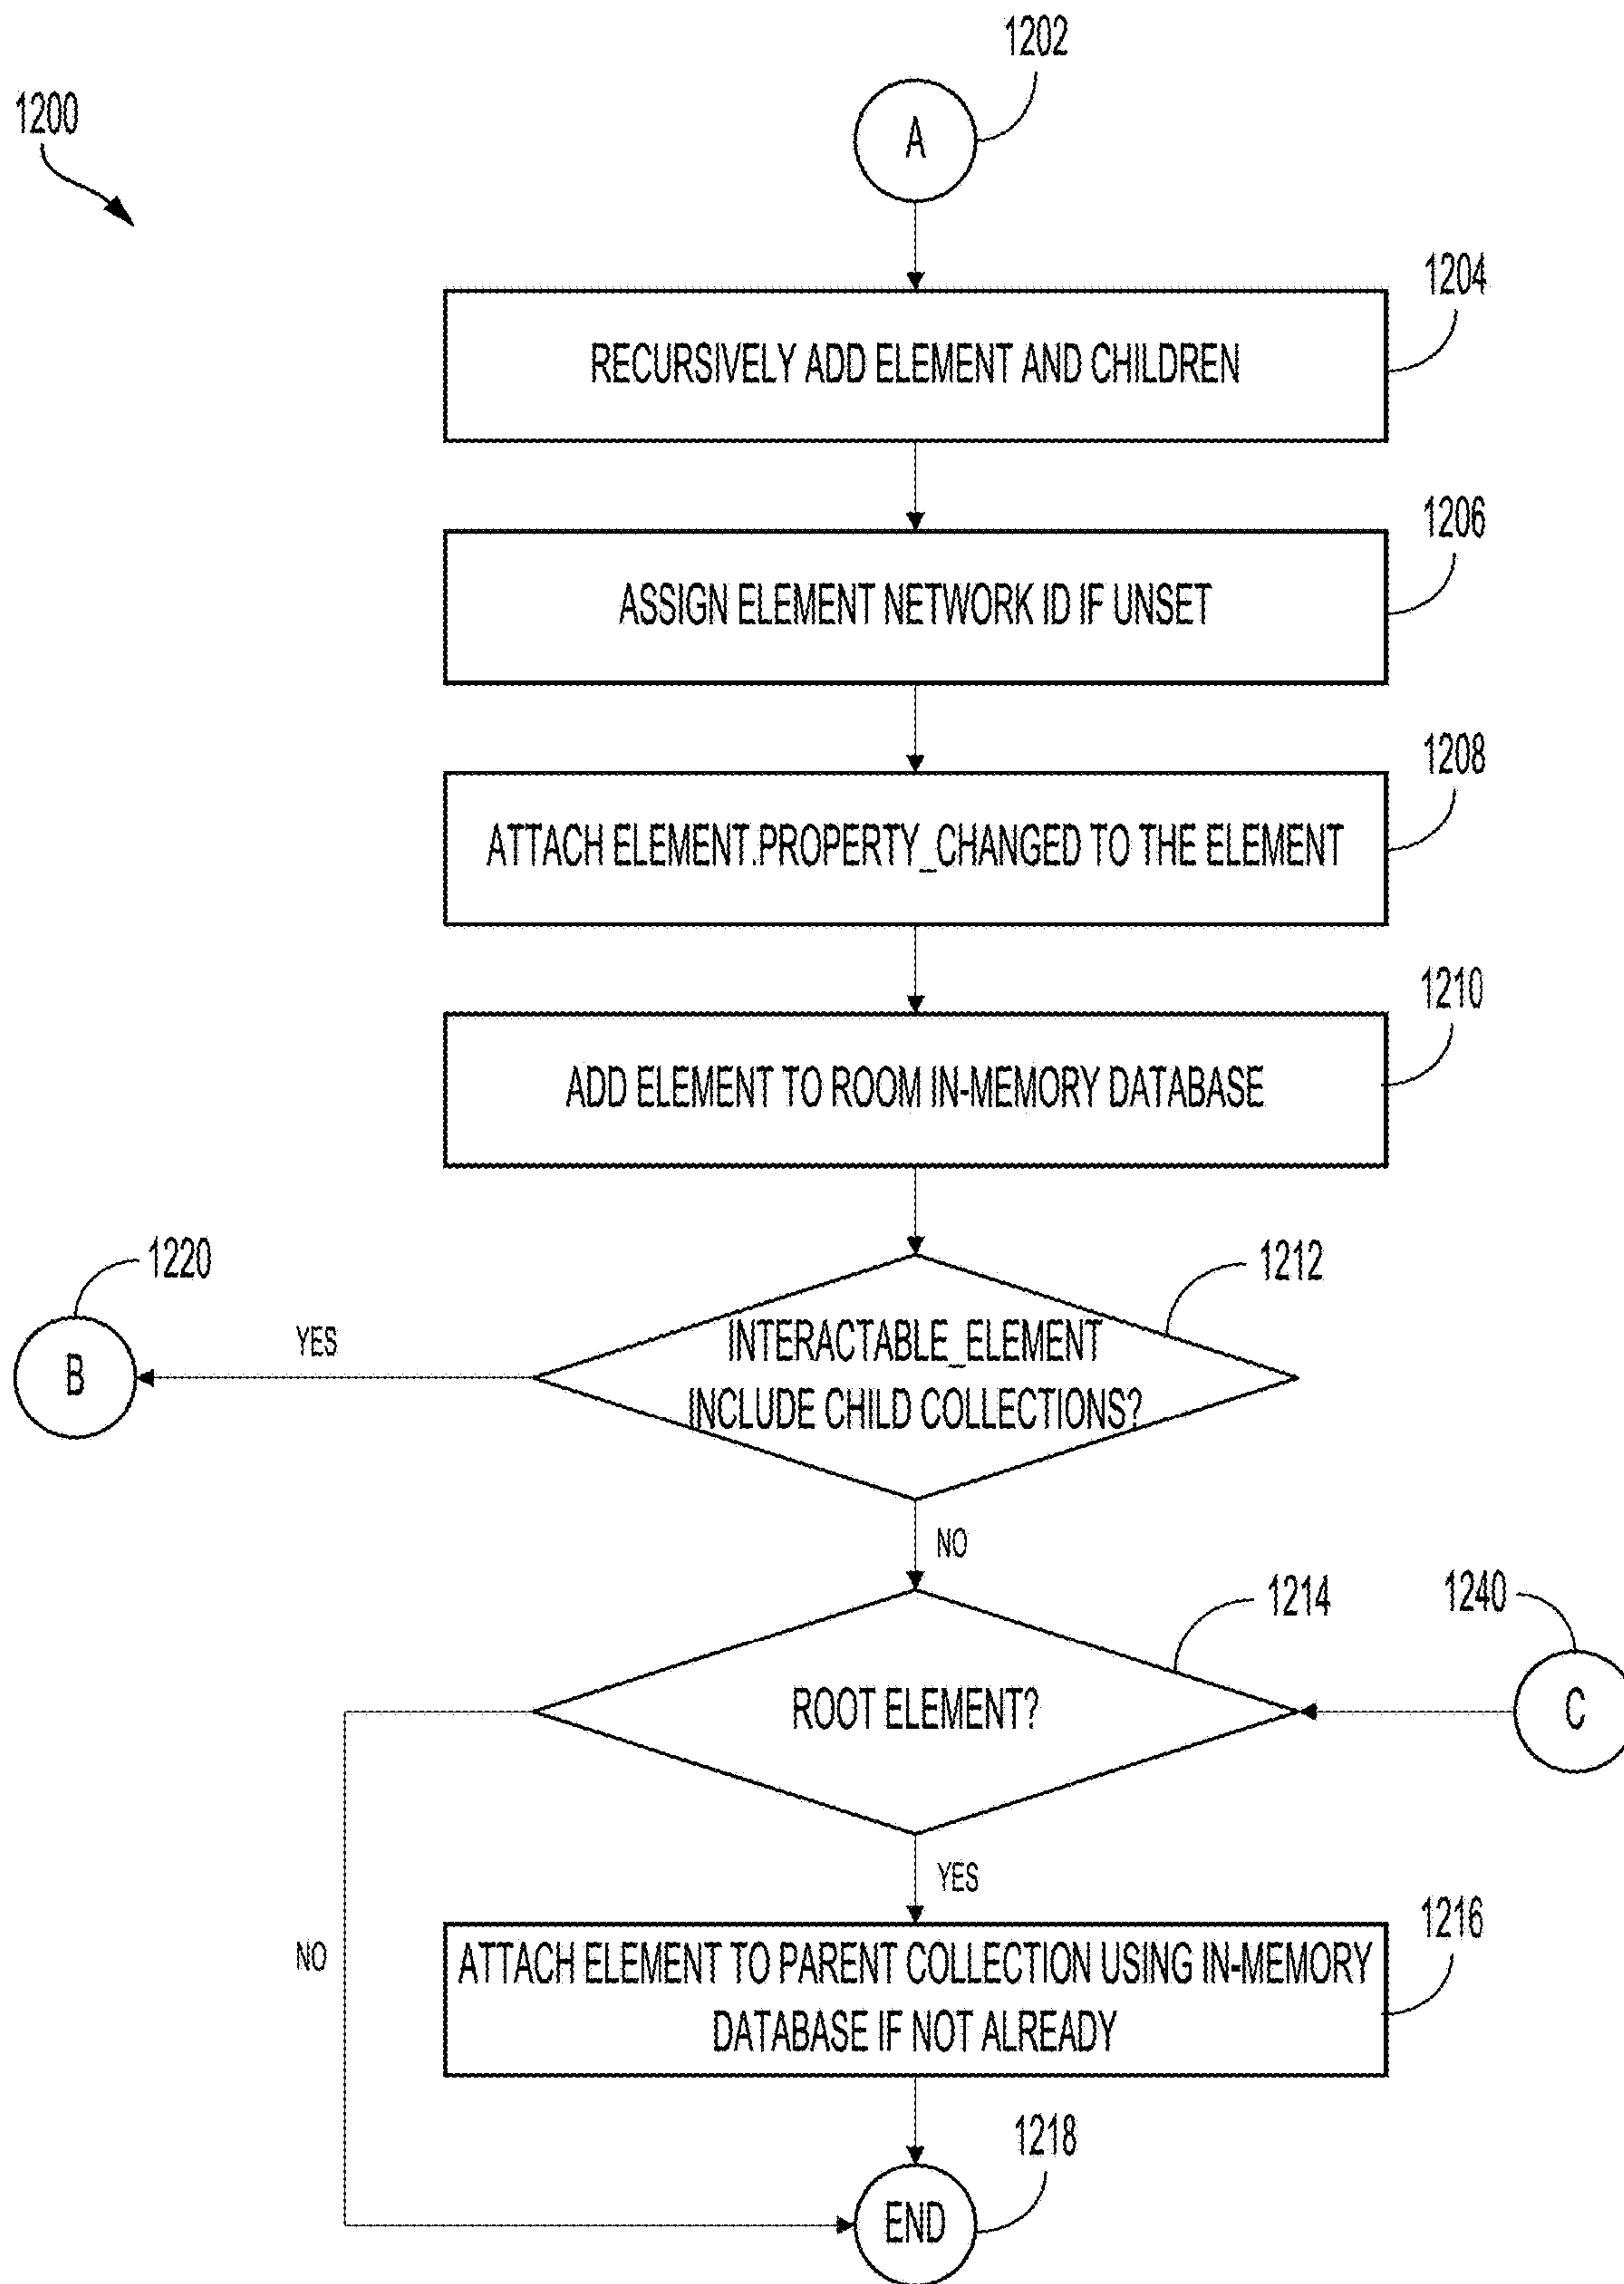 1202
1200
A
1204
RECURSIVELY ADD ELEMENT AND CHILDREN
1206
ASSIGN ELEMENT NETWORK ID IF UNSET
1208
ATTACH ELEMENT.PROPERTY_CHANGED TO THE ELEMENT
1210
ADD ELEMENT TO ROOM IN-MEMORY DATABASE
1220
1212
B
YES
INTERACTABLE_ELEMENT
INCLUDE CHILD COLLECTIONS?
NO
1214
1240
ROOT ELEMENT?
C
YES
NO
1216
ATTACH ELEMENT TO PARENT COLLECTION USING IN-MEMORY
DATABASE IF NOT ALREADY
1218
END